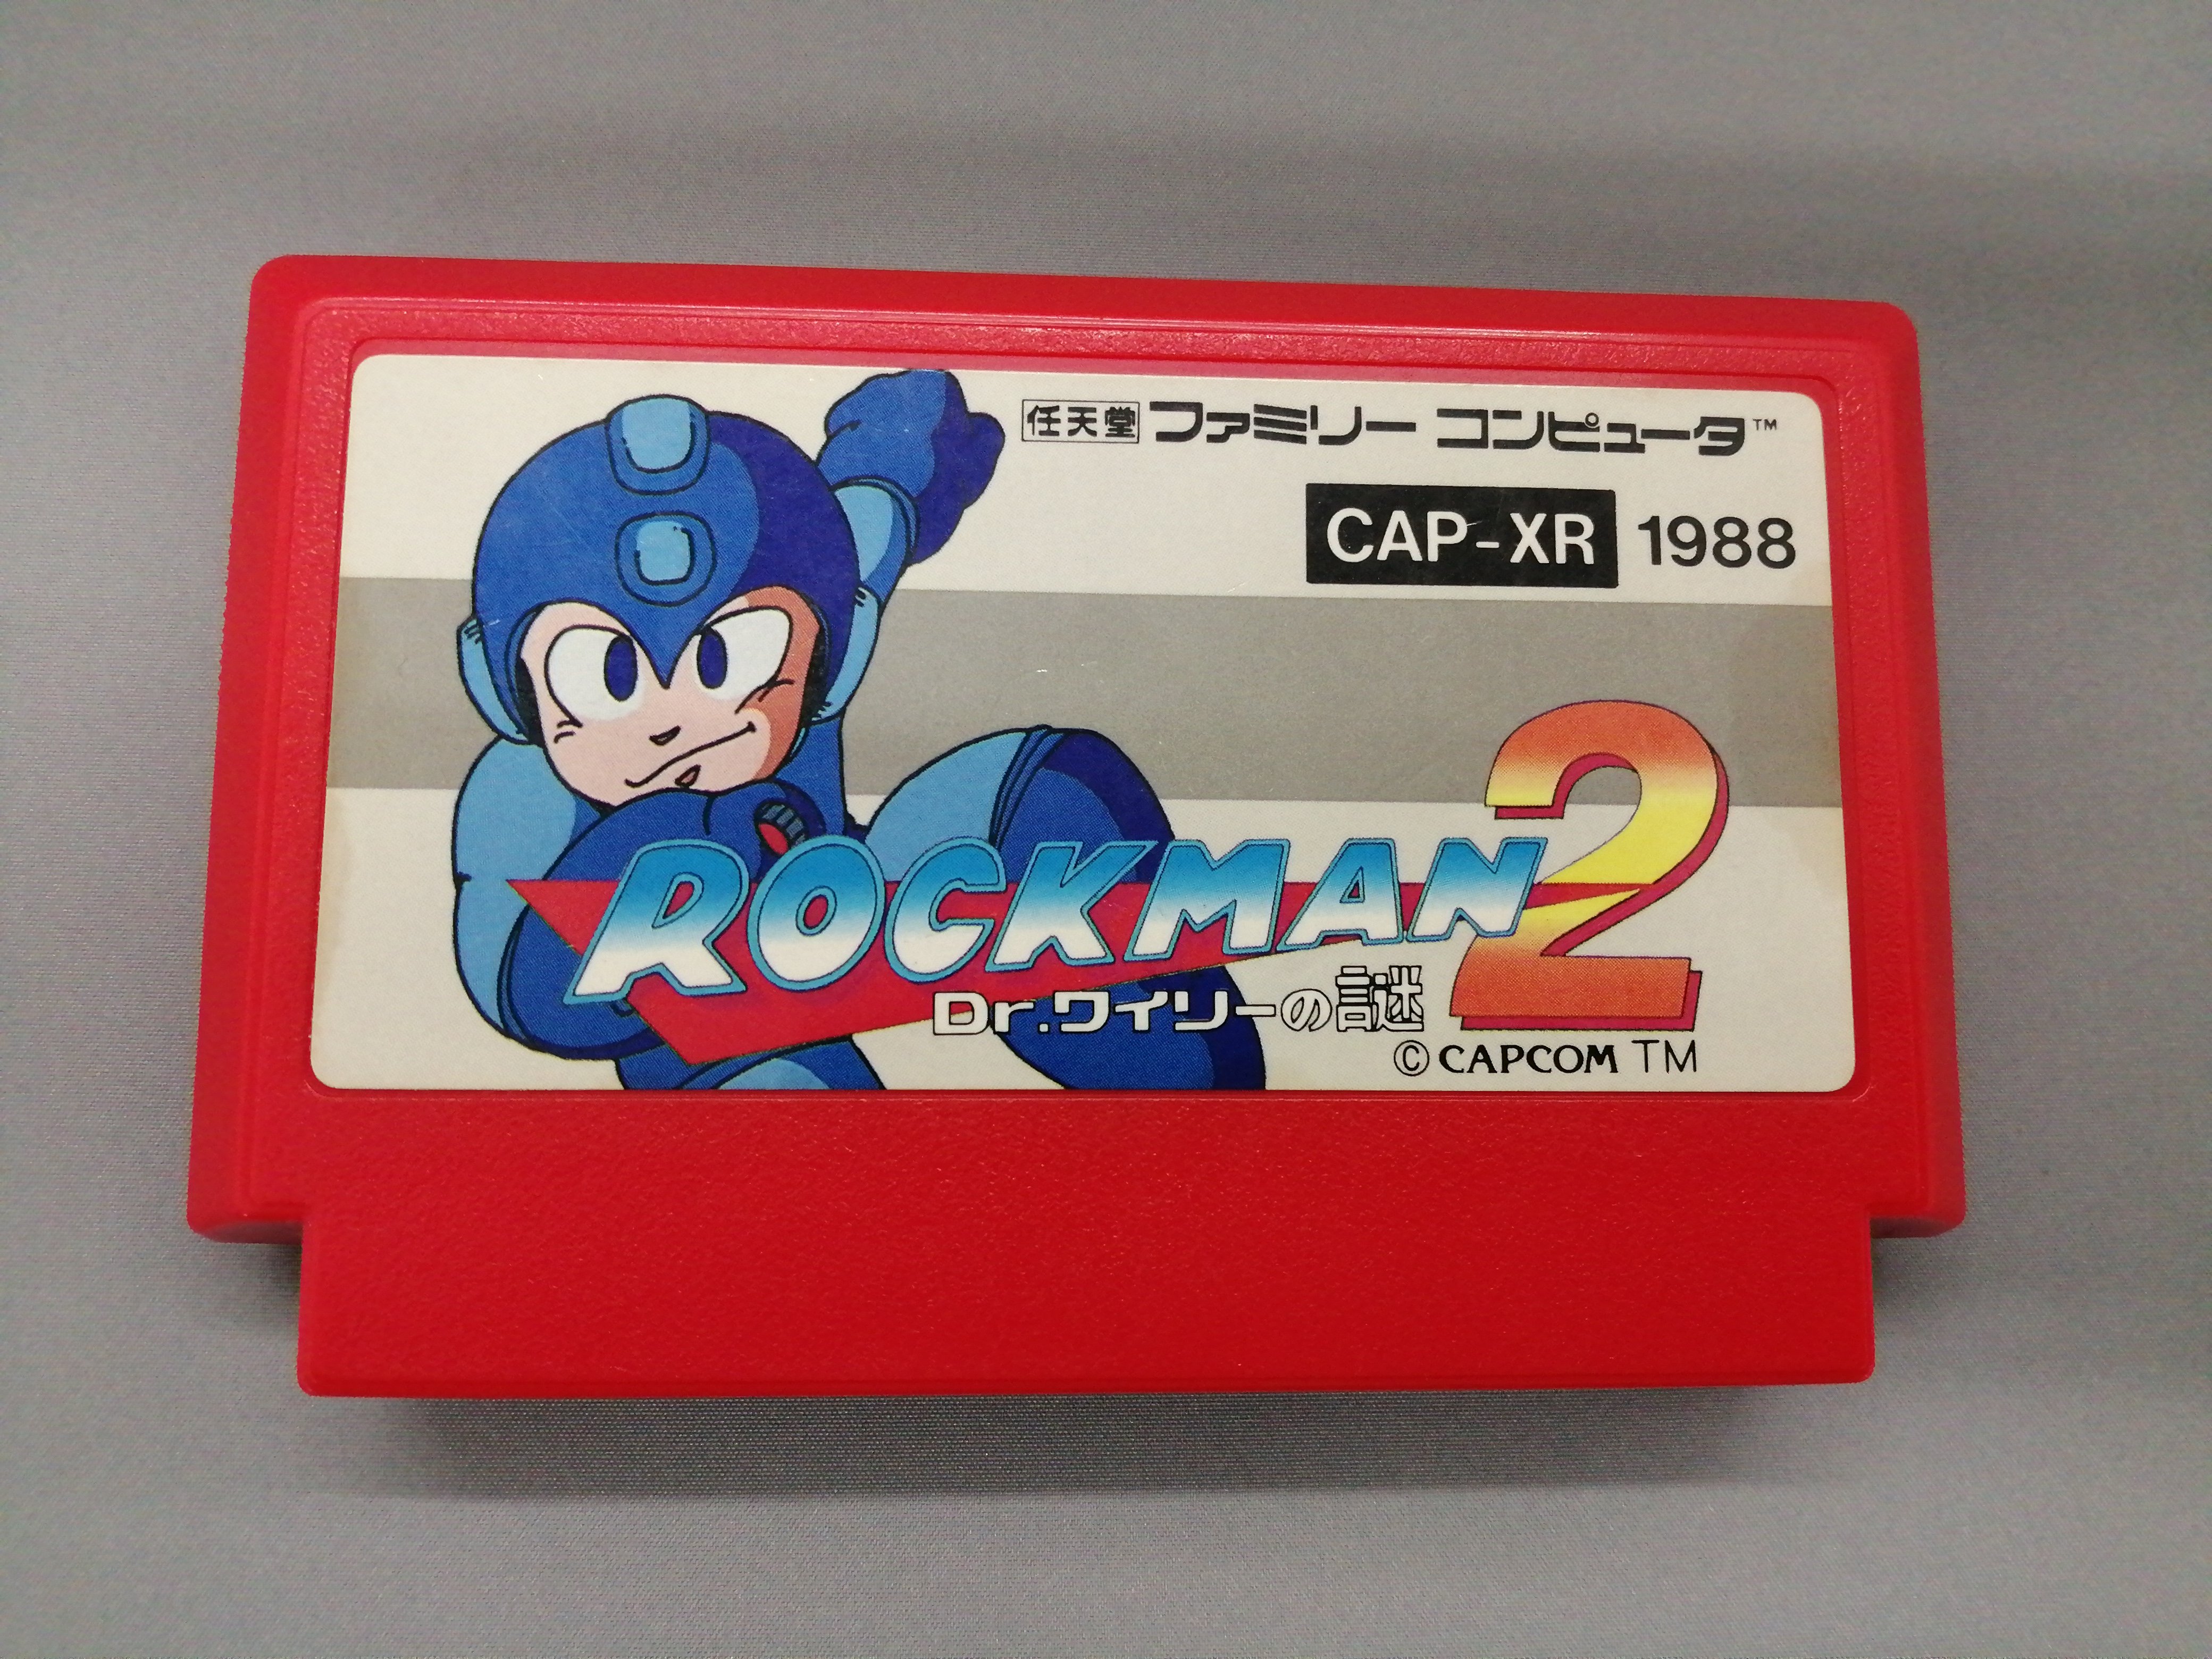 任天堂 ファミリー コンピュータ™
CAP-XR 1988
ROCKMAN 2
Dr.ワイリーの謎
© CAPCOM TM